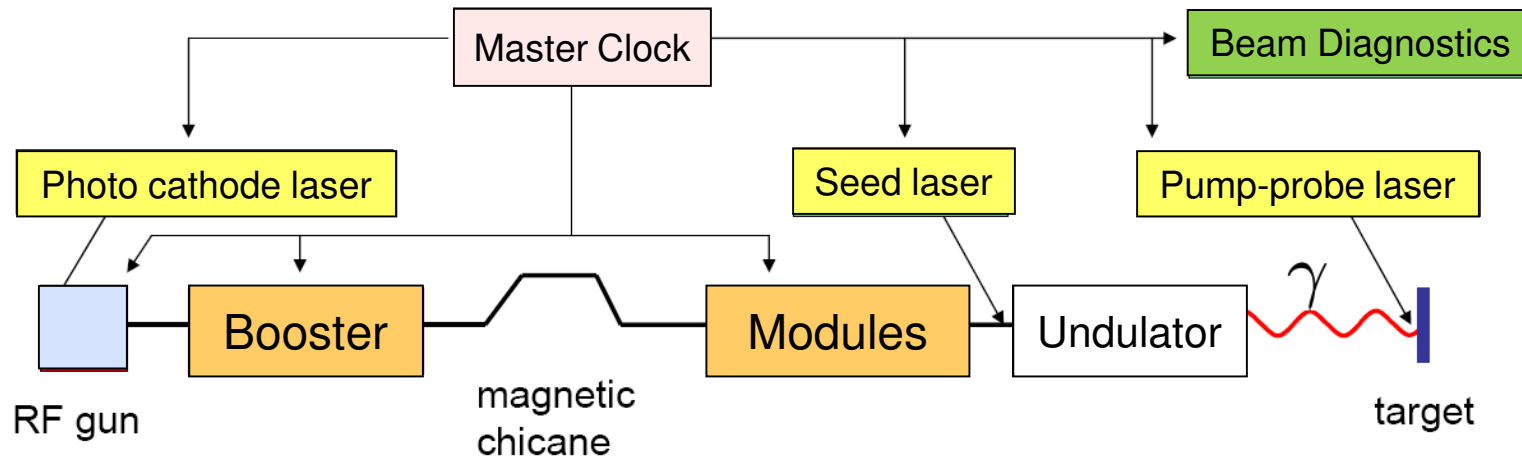 Master Clock
Beam Diagnostics
Photo cathode laser
Seed laser
Pump-probe laser
Booster
Modules
Undulator
γ
RF gun
magnetic
chicane
target